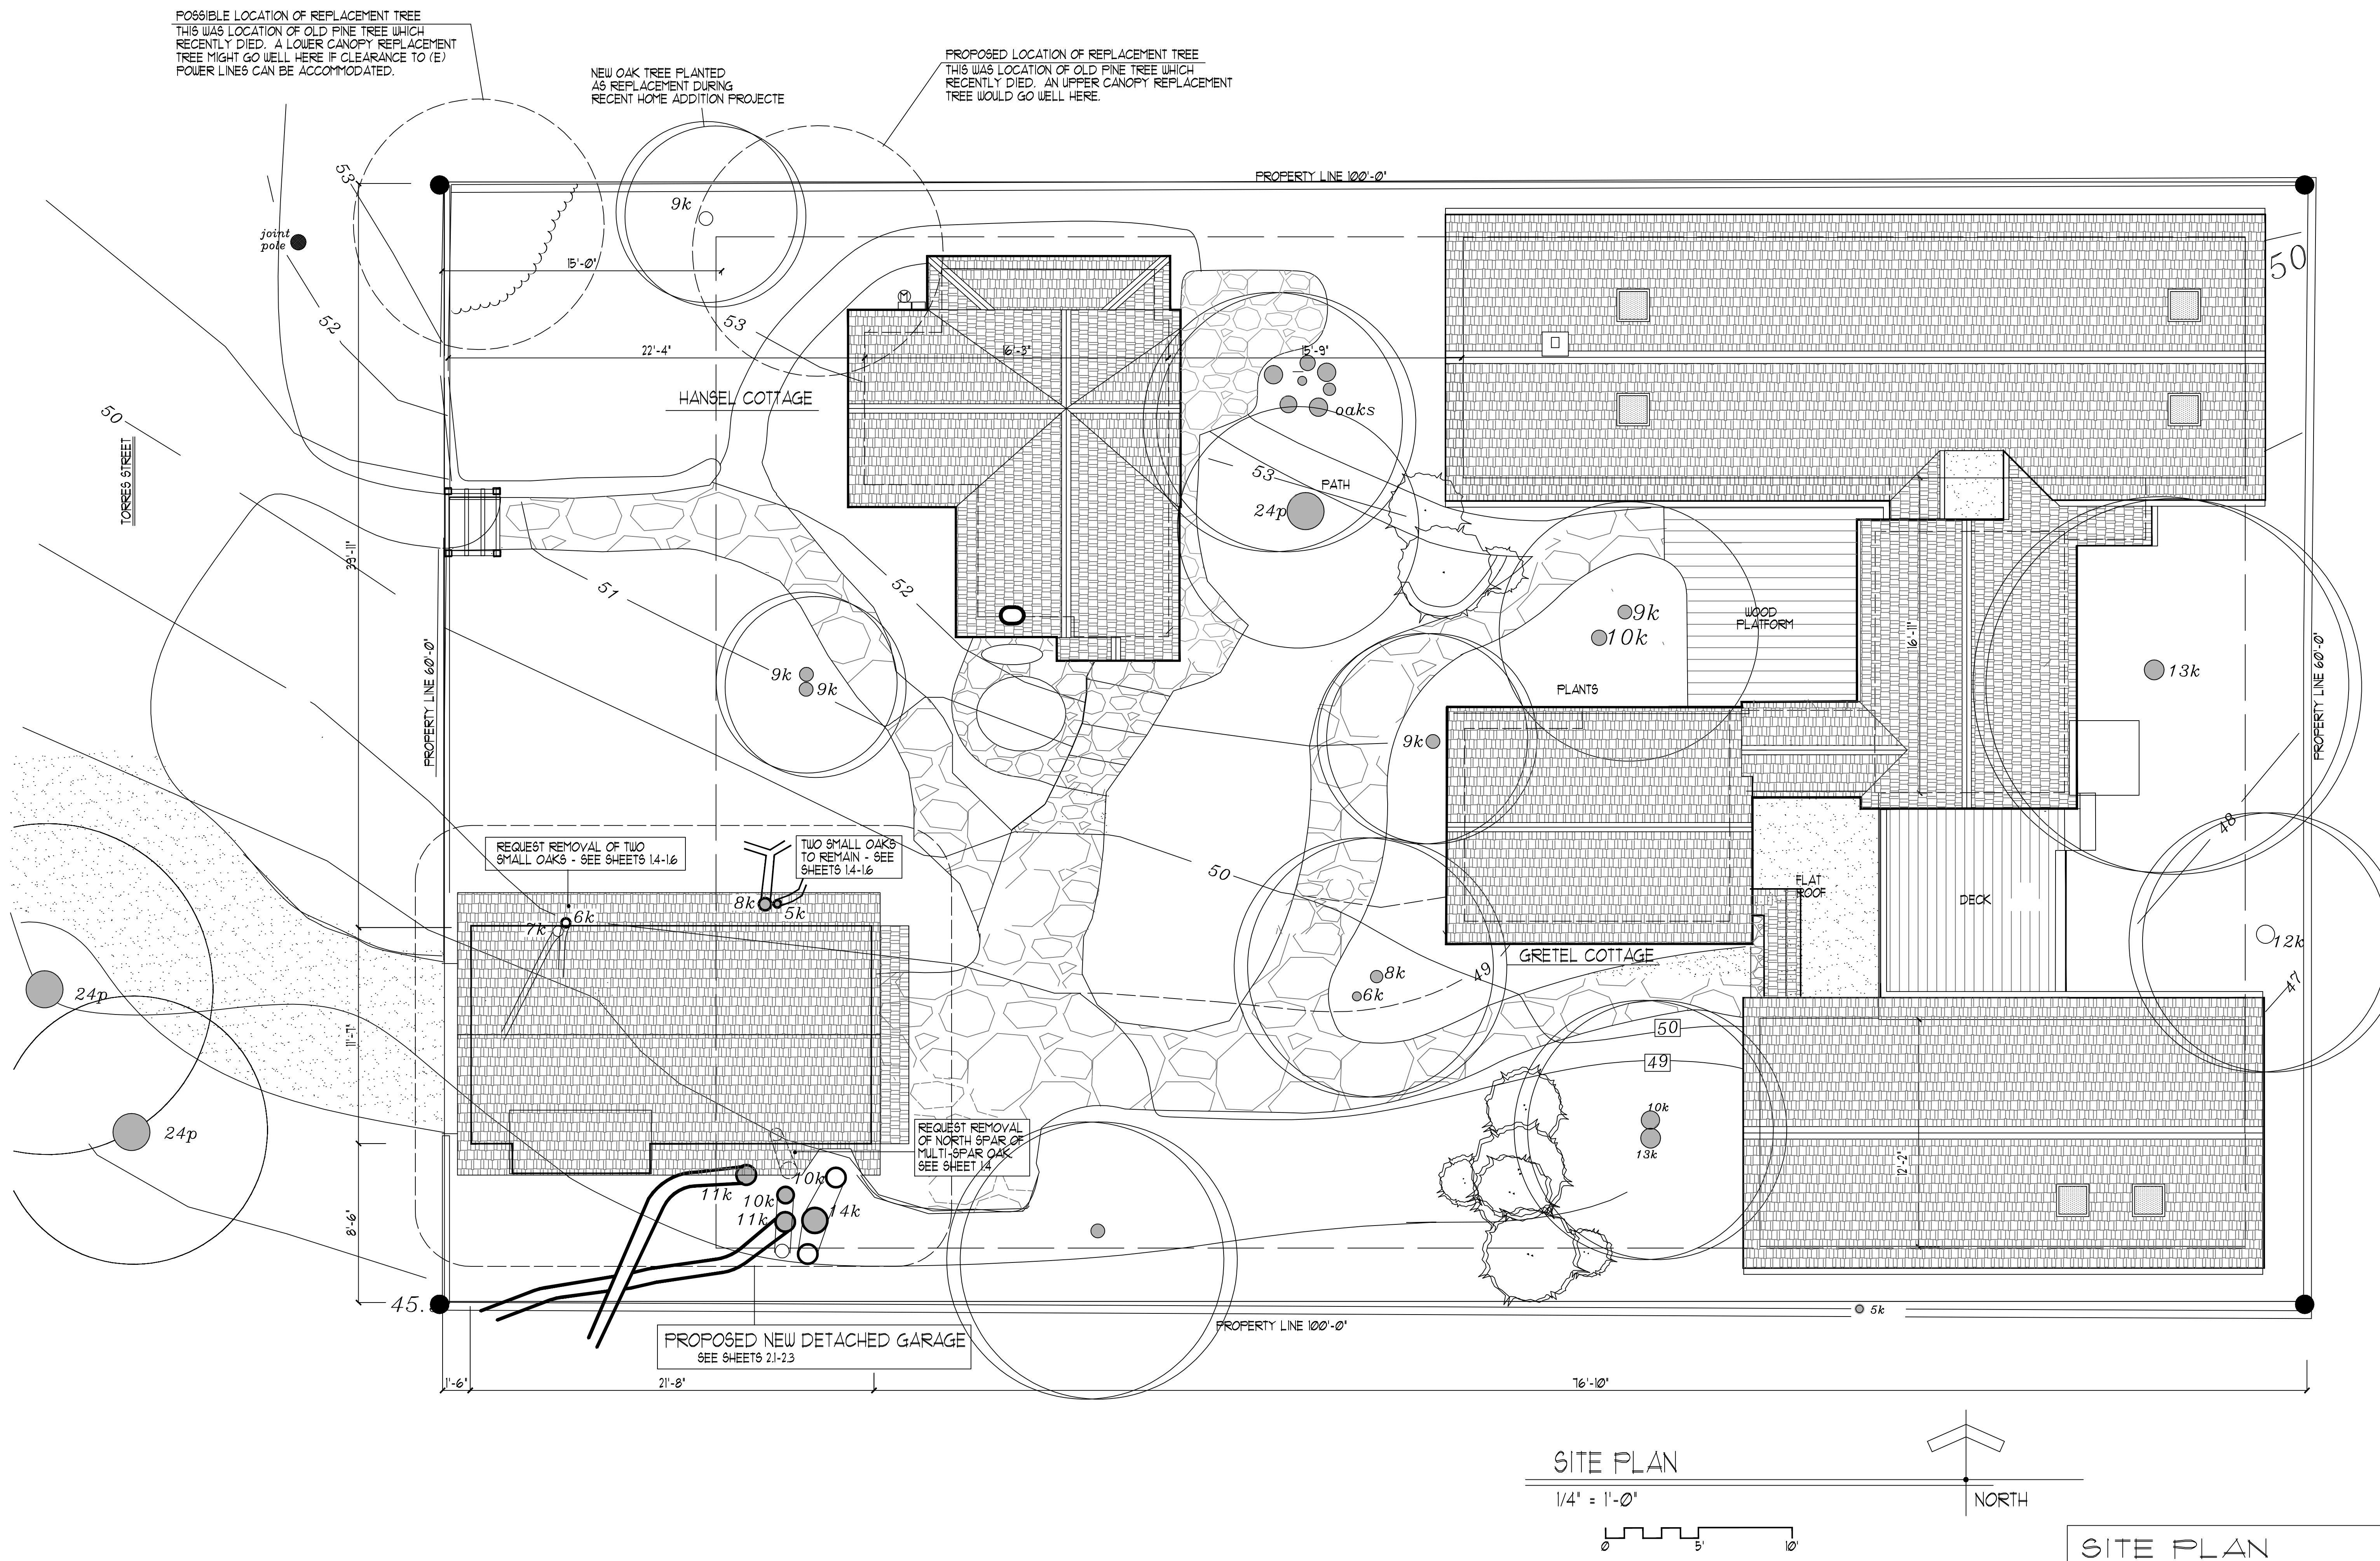 POSSIBLE LOCATION OF REPLACEMENT TREE
THIS WAS LOCATION OF OLD PINE TREE WHICH
RECENTLY DIED. A LOWER CANOPY REPLACEMENT
TREE MIGHT GO WELL HERE IF CLEARANCE TO (E)
POWER LINES CAN BE ACCOMMODATED.
NEW OAK TREE PLANTED
AS REPLACEMENT DURING
RECENT HOME ADDITION PROJECTE
PROPOSED LOCATION OF REPLACEMENT TREE
THIS WAS LOCATION OF OLD PINE TREE WHICH
RECENTLY DIED. AN UPPER CANOPY REPLACEMENT
TREE WOULD GO WELL HERE.
PROPERTY LINE 100'-0"
53
9k
joint
pole
15'-0"
50
52
53
22'-4"
16'-3"
15'-9"
M
HANSEL COTTAGE
oaks
50
TORRES STREET
53
PATH
24p
39'-11"
51
52
9k
10k
WOOD
PLATFORM
16'-11"
13k
PROPERTY LINE 60'-0"
PROPERTY LINE 60'-0"
9k
9k
PLANTS
9k
48
REQUEST REMOVAL OF TWO
SMALL OAKS - SEE SHEETS 1.4-1.6
TWO SMALL OAKS
TO REMAIN - SEE
SHEETS 1.4-1.6
50
FLAT
ROOF
DECK
8k
5k
6k
7k
12k
GRETEL COTTAGE
49
8k
6k
47
24p
50
49
11'-7"
10k
13k
24p
REQUEST REMOVAL
OF NORTH SPAR OF
MULTI-SPAR OAK.
SEE SHEET 1.4
12'-2"
10k
11k
10k
11k
14k
8'-6"
45.
5k
PROPERTY LINE 100'-0"
PROPOSED NEW DETACHED GARAGE
SEE SHEETS 2.1-2.3
1'-6"
21'-8"
76'-10"
SITE PLAN
1/4" = 1'-0"
NORTH
0
5'
10'
SITE PLAN